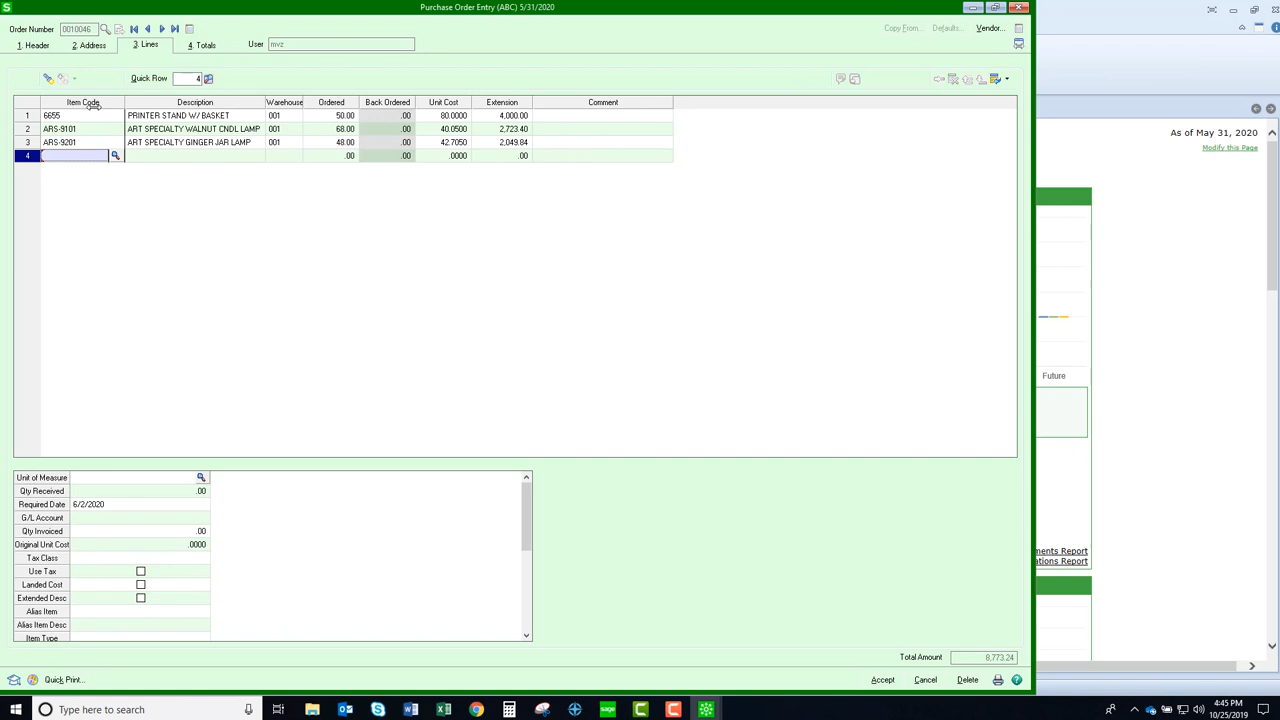 Purchase Order Entry (ABC) 5/31/2020
Order Number 0010046 Copy From... Defaults... Vendor...
1. Header 2. Address 3. Lines 4. Totals User mvz
Quick Row 4
Item Code Description Warehouse Ordered Back Ordered Unit Cost Extension Comment
1 6655 PRINTER STAND W/ BASKET 001 50.00 .00 80.0000 4,000.00
2 ARS-9101 ART SPECIALTY WALNUT CNDL LAMP 001 68.00 .00 40.0500 2,723.40
3 ARS-9201 ART SPECIALTY GINGER JAR LAMP 001 48.00 .00 42.7050 2,049.84
4 .00 .00 .0000 .00
Unit of Measure
Qty Received .00
Required Date 6/2/2020
G/L Account
Qty Invoiced .00
Original Unit Cost .0000
Tax Class
Use Tax
Landed Cost
Extended Desc
Alias Item
Alias Item Desc
Item Type
Total Amount 8,773.24
Quick Print... Accept Cancel Delete
As of May 31, 2020
Modify this Page
Future
ments Report
ations Report
Type here to search
sage
4:45 PM
10/25/2019